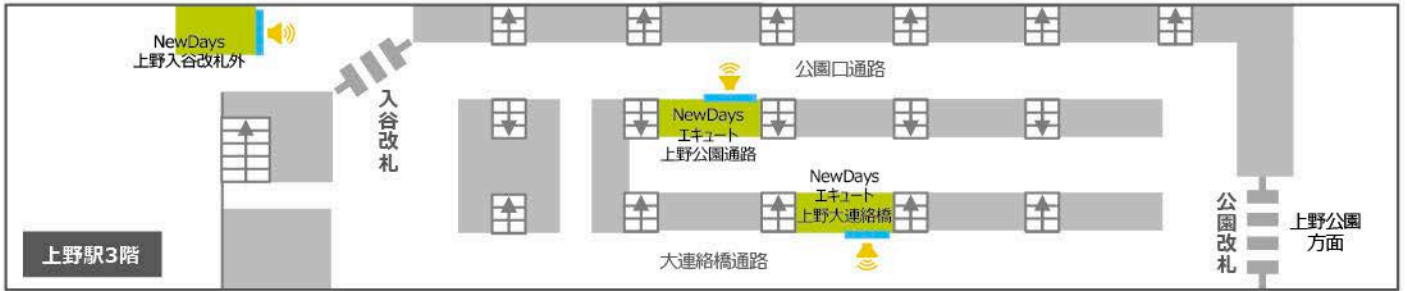 NewDays
上野入谷改札外
入谷改札
公園口通路
NewDays
エキュート
上野公園通路
NewDays
エキュート
上野大連絡橋
大連絡橋通路
公園改札
上野公園
方面
上野駅3階